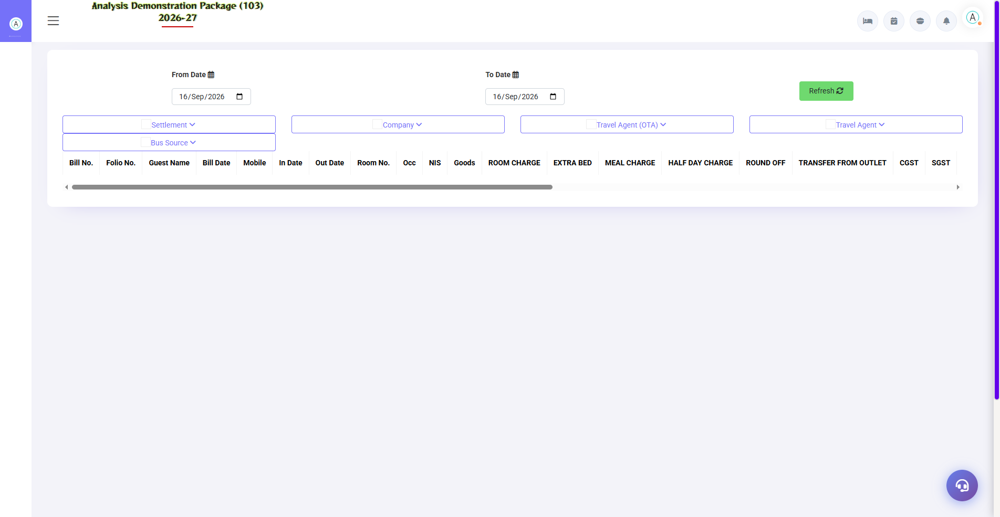 A
Analysis Demonstration Package (103)
2026-27
A
From Date
To Date
16/Sep/2026
16/Sep/2026
Refresh
Settlement
Company
Travel Agent (OTA)
Travel Agent
Bus Source
Bill No. Folio No. Guest Name Bill Date Mobile In Date Out Date Room No. Occ NIS Goods ROOM CHARGE EXTRA BED MEAL CHARGE HALF DAY CHARGE ROUND OFF TRANSFER FROM OUTLET CGST SGST